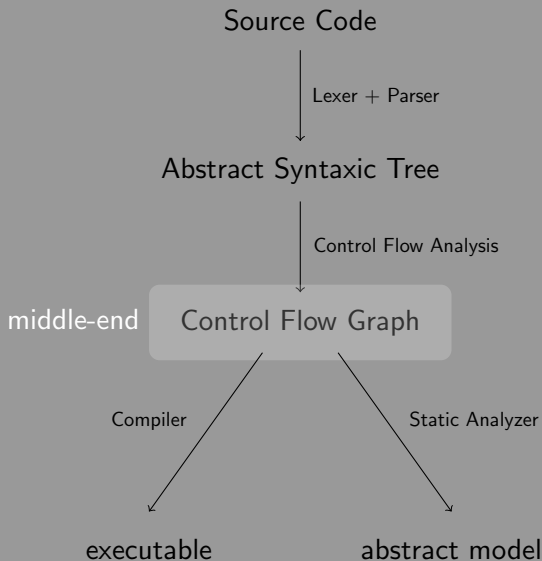 Source Code
Lexer + Parser
Abstract Syntaxic Tree
Control Flow Analysis
middle-end Control Flow Graph
Compiler Static Analyzer
executable abstract model